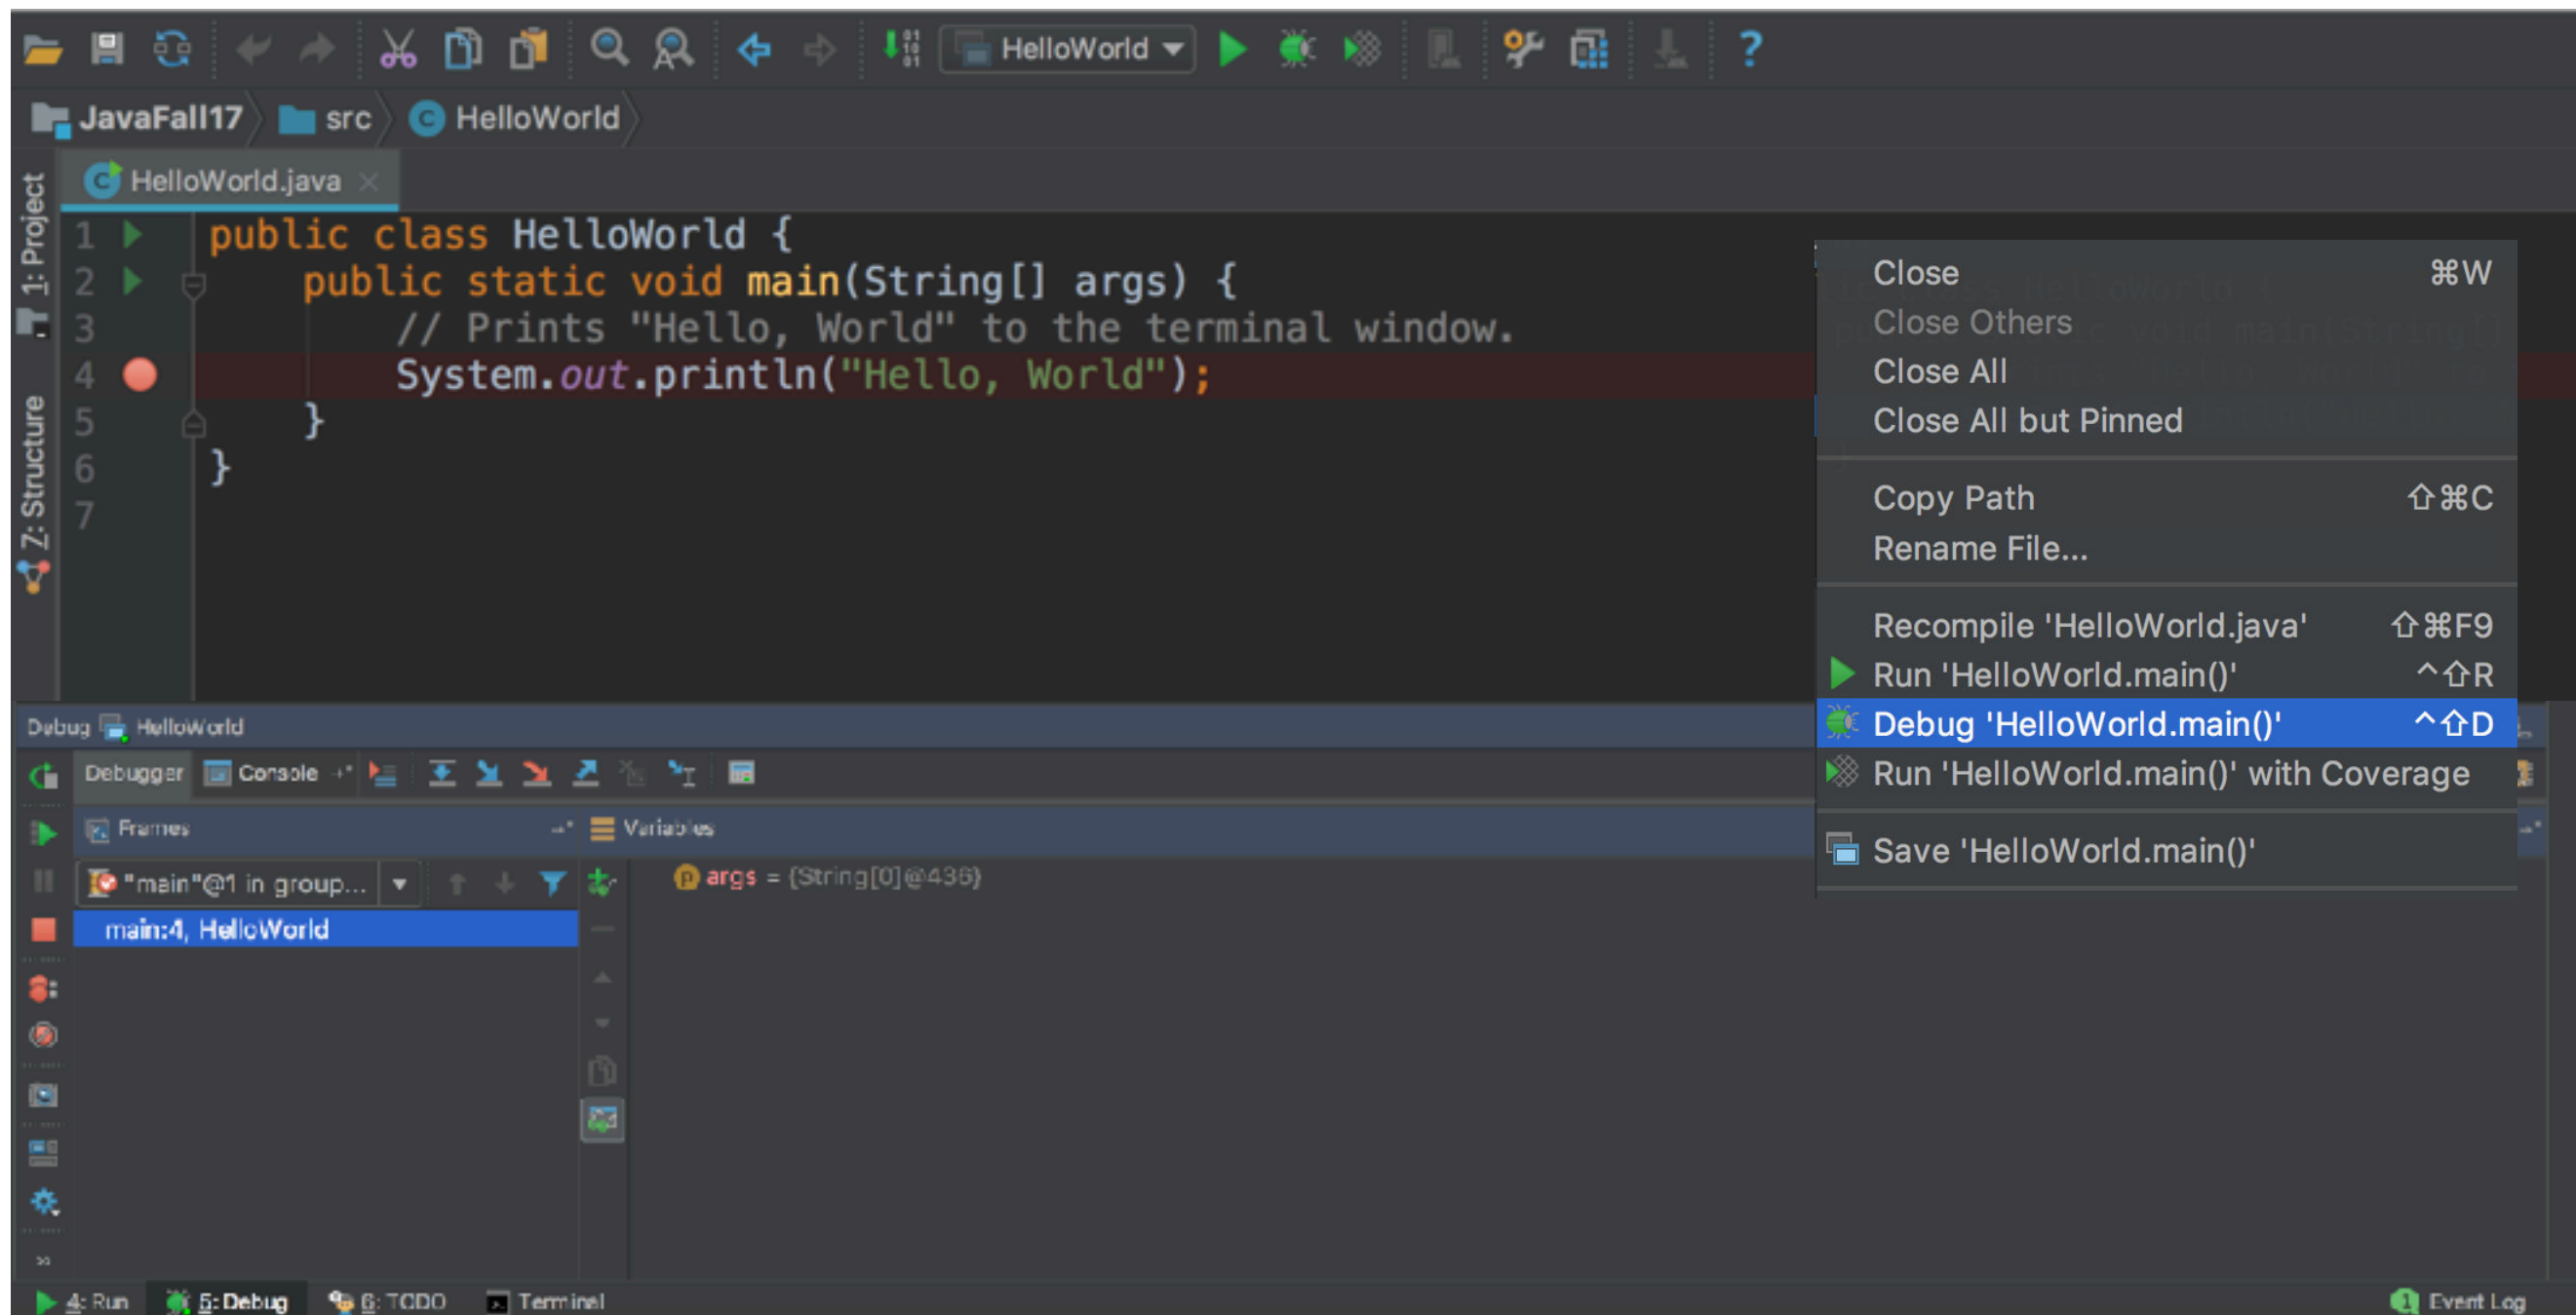 HelloWorld
JavaFall17 src HelloWorld
HelloWorld.java
1: Project
Z: Structure
1 public class HelloWorld {
2 public static void main(String[] args) {
3 // Prints "Hello, World" to the terminal window.
4 System.out.println("Hello, World");
5 }
6 }
7
Close ⌘W
Close Others
Close All
Close All but Pinned
Copy Path ⇧⌘C
Rename File...
Recompile 'HelloWorld.java' ⇧⌘F9
Run 'HelloWorld.main()' ^⇧R
Debug 'HelloWorld.main()' ^⇧D
Run 'HelloWorld.main()' with Coverage
Save 'HelloWorld.main()'
Debug HelloWorld
Debugger Console
Frames Variables
"main"@1 in group...
args = {String[0]@436}
main:4, HelloWorld
4: Run 5: Debug 6: TODO Terminal
1 Event Log